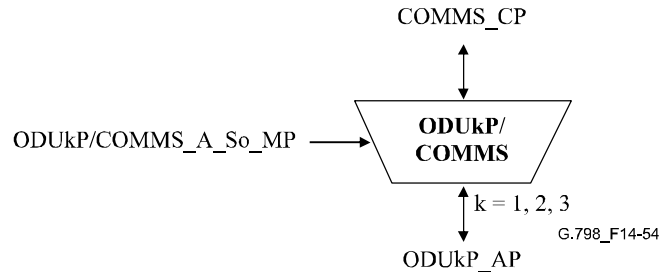 COMMS_CP
ODUkP/COMMS_A_So_MP
ODUkP/
COMMS
k = 1, 2, 3
G.798_F14-54
ODUkP_AP